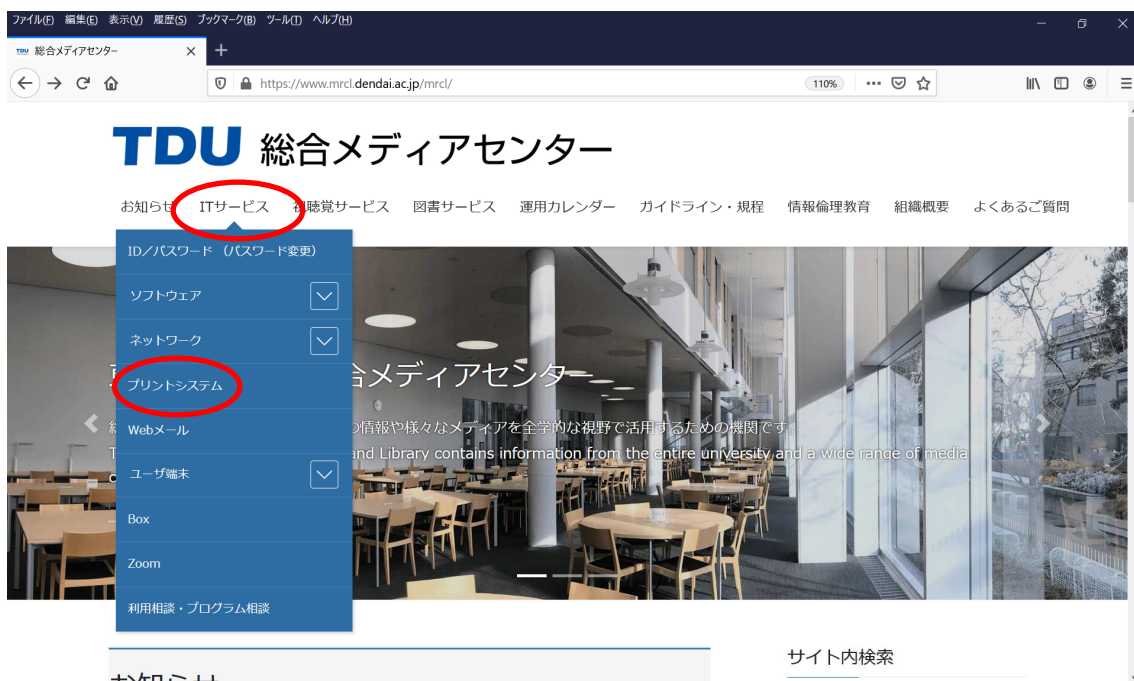 ファイル(F) 編集(E) 表示(V) 履歴(S) ブックマーク(B) ツール(T) ヘルプ(H)
TDU 総合メディアセンター
https://www.mrcl.dendai.ac.jp/mrcl/ 110%
TDU 総合メディアセンター
お知らせ ITサービス 視聴覚サービス 図書サービス 運用カレンダー ガイドライン・規程 情報倫理教育 組織概要 よくあるご質問
ID／パスワード （パスワード変更）
ソフトウェア
ネットワーク
プリントシステム
Webメール
ユーザ端末
Box
Zoom
利用相談・プログラム相談
合メディアセンター
の情報や様々なメディアを全学的な視野で活用するための機関です。
and Library contains information from the entire university and a wide range of media
お知らせ
サイト内検索